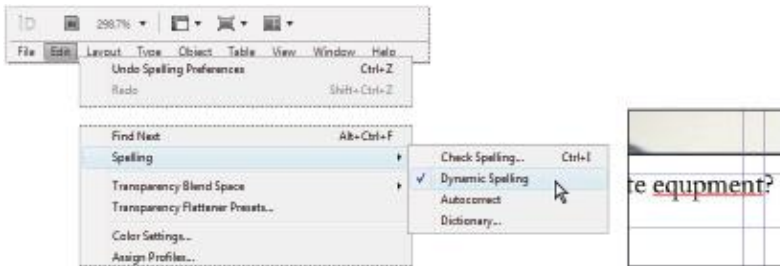 ID 298.7%
File Edit Layout Type Object Table View Window Help
Undo Spelling Preferences Ctrl+Z
Redo Shift+Ctrl+Z
Find Next Alt+Ctrl+F
Spelling
Transparency Blend Space
Transparency Flattener Presets...
Color Settings...
Assign Profiles...
Check Spelling... Ctrl+I
Dynamic Spelling
Autocorrect
Dictionary...
te equpment?